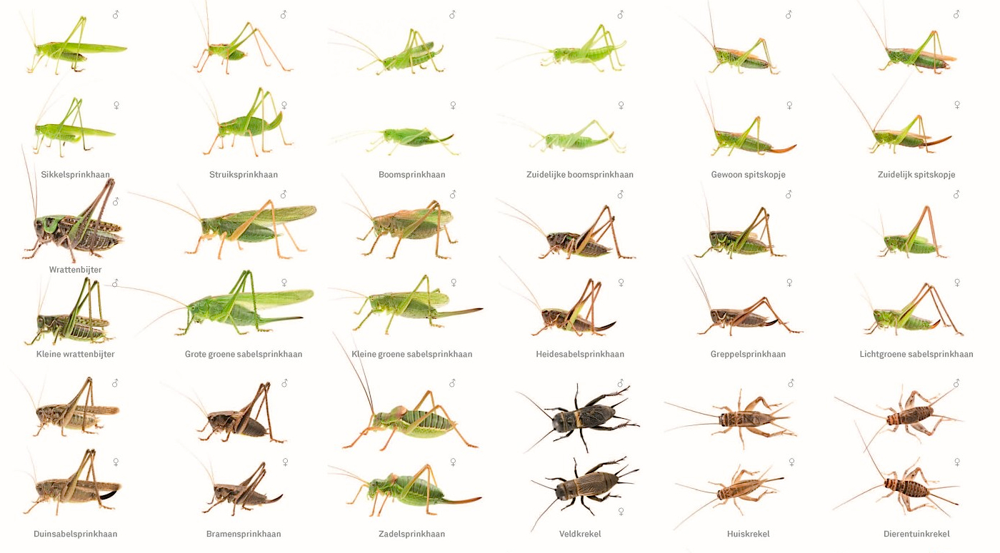 ♂ ♂ ♂ ♂ ♂ ♂
♀ ♀ ♀ ♀ ♀ ♀
Sikkelsprinkhaan Struiksprinkhaan Boomsprinkhaan Zuidelijke boomsprinkhaan Gewoon spitskopje Zuidelijk spitskopje
♂ ♂ ♂ ♂ ♂ ♂
Wrattenbijter
♂ ♀ ♀ ♀ ♀ ♀
Kleine wrattenbijter Grote groene sabelsprinkhaan Kleine groene sabelsprinkhaan Heidesabelsprinkhaan Greppelsprinkhaan Lichtgroene sabelsprinkhaan
♂ ♂ ♂ ♂ ♂ ♂
♀ ♀ ♀ ♀ ♀ ♀
Duinsabelsprinkhaan Bramensprinkhaan Zadelsprinkhaan Veldkrekel Huiskrekel Dierentuinkrekel